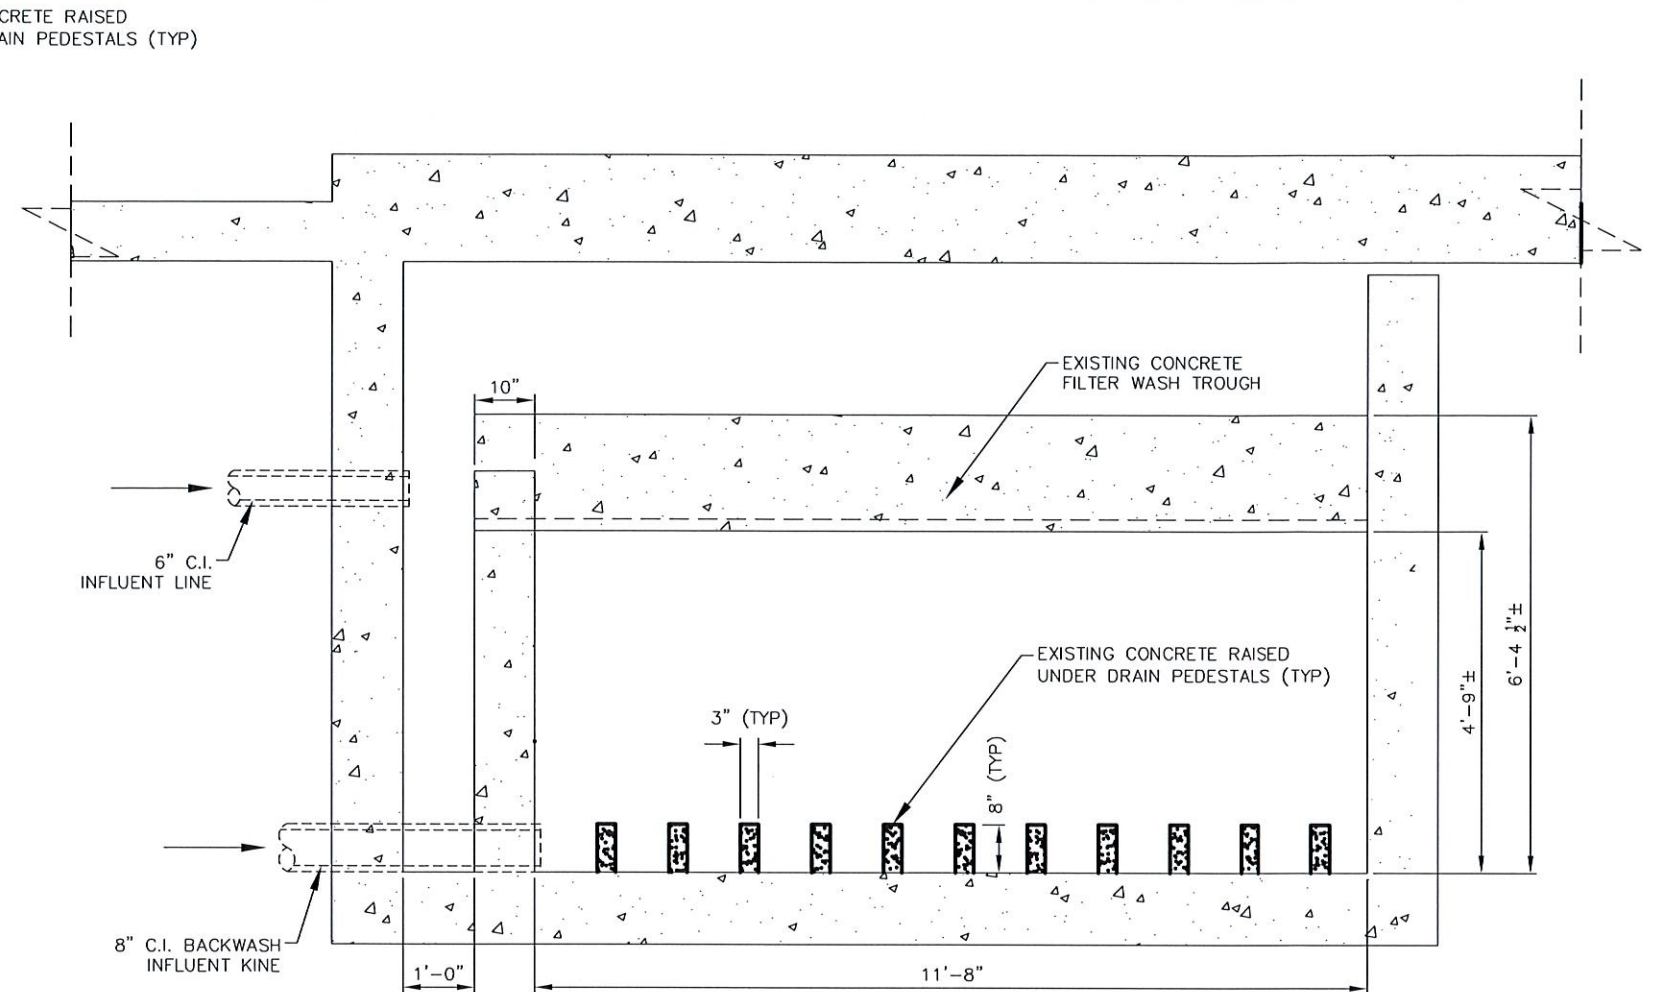 CRETE RAISED
AIN PEDESTALS (TYP)
EXISTING CONCRETE
FILTER WASH TROUGH
10"
6" C.I.
INFLUENT LINE
6'-4 1/2"±
4'-9"±
EXISTING CONCRETE RAISED
UNDER DRAIN PEDESTALS (TYP)
3" (TYP)
8" (TYP)
8" C.I. BACKWASH
INFLUENT KINE
1'-0"
11'-8"